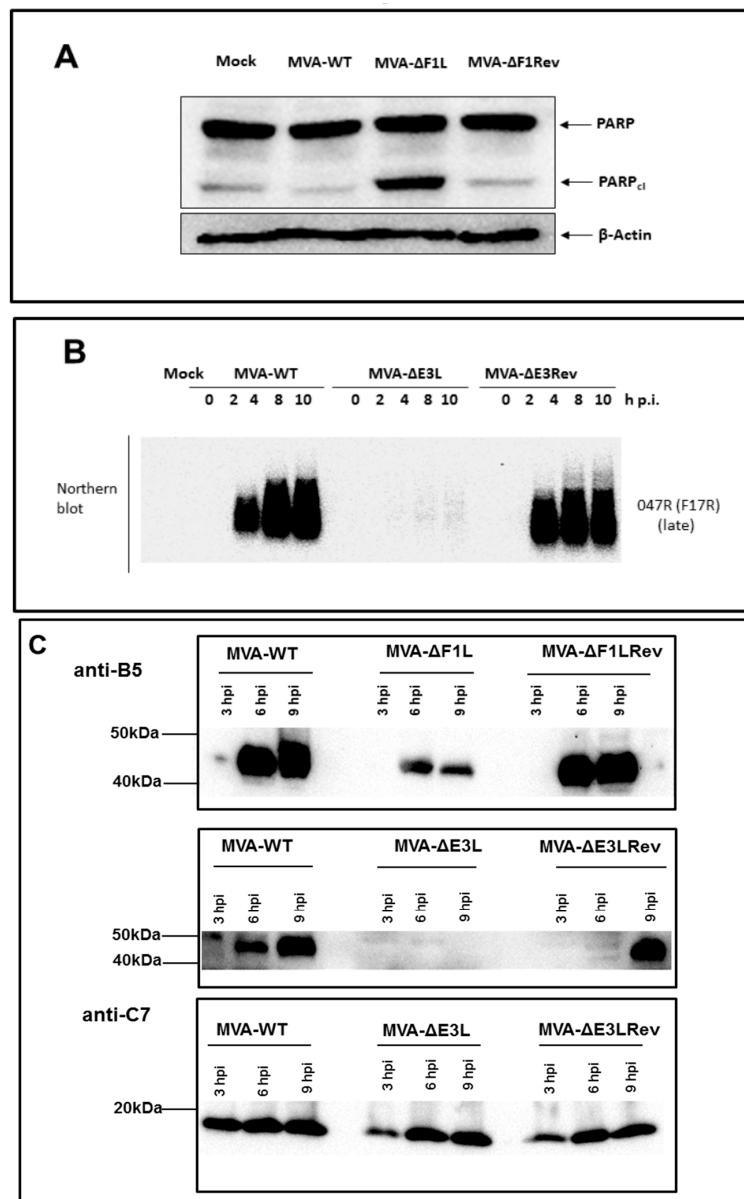 A
Mock MVA-WT MVA-ΔF1L MVA-ΔF1Rev
PARP
PARPcl
β-Actin
B
Mock MVA-WT MVA-ΔE3L MVA-ΔE3Rev
0 2 4 8 10 0 2 4 8 10 0 2 4 8 10 h p.i.
Northern
blot
047R (F17R)
(late)
C
anti-B5
MVA-WT MVA-ΔF1L MVA-ΔF1LRev
3 hpi 6 hpi 9 hpi 3 hpi 6 hpi 9 hpi 3 hpi 6 hpi 9 hpi
50kDa
40kDa
MVA-WT MVA-ΔE3L MVA-ΔE3LRev
3 hpi 6 hpi 9 hpi 3 hpi 6 hpi 9 hpi 3 hpi 6 hpi 9 hpi
50kDa
40kDa
anti-C7
MVA-WT MVA-ΔE3L MVA-ΔE3LRev
3 hpi 6 hpi 9 hpi 3 hpi 6 hpi 9 hpi 3 hpi 6 hpi 9 hpi
20kDa